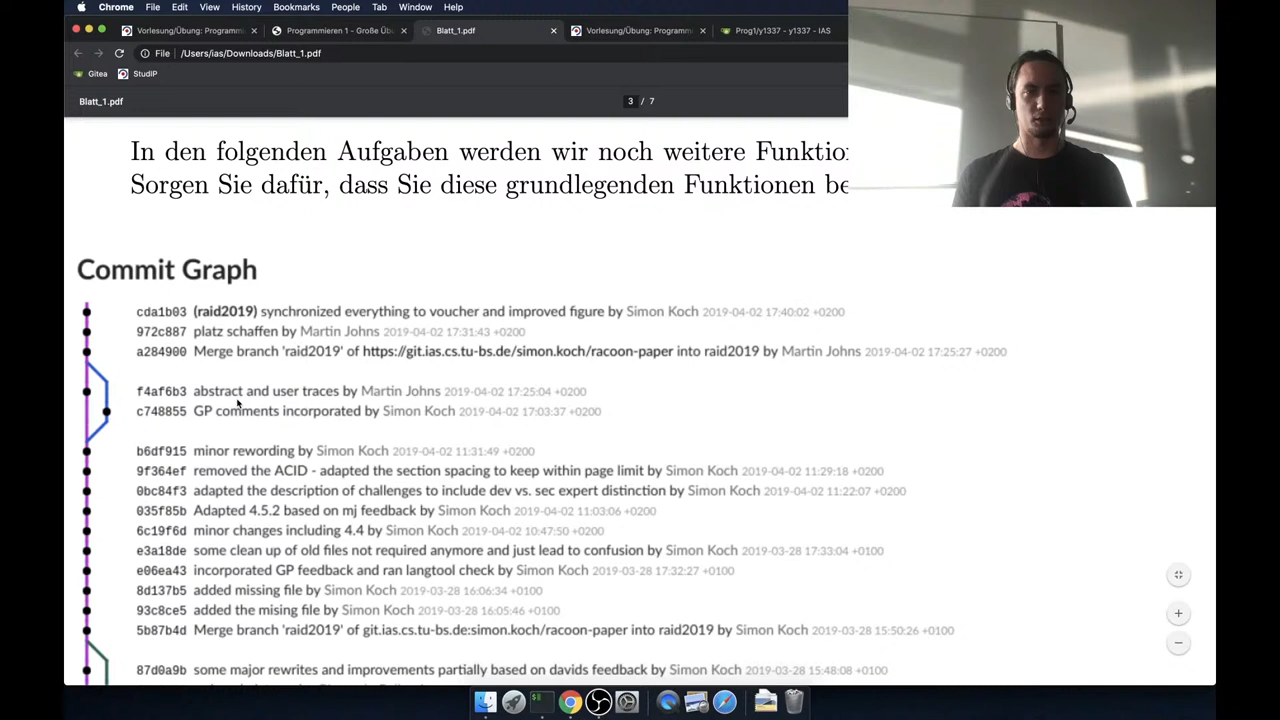 Chrome File Edit View History Bookmarks People Tab Window Help
Vorlesung/Übung: Programm Programmieren 1 - Große Üb Blatt_1.pdf Vorlesung/Übung: Programm Prog1/y1337 - y1337 - IAS
File /Users/ias/Downloads/Blatt_1.pdf
Gitea StudIP
Blatt_1.pdf 3 / 7
In den folgenden Aufgaben werden wir noch weitere Funktio
Sorgen Sie dafür, dass Sie diese grundlegenden Funktionen be
Commit Graph
cda1b03 (raid2019) synchronized everything to voucher and improved figure by Simon Koch 2019-04-02 17:40:02 +0200
972c887 platz schaffen by Martin Johns 2019-04-02 17:31:43 +0200
a284900 Merge branch 'raid2019' of https://git.ias.cs.tu-bs.de/simon.koch/racoon-paper into raid2019 by Martin Johns 2019-04-02 17:25:27 +0200
f4af6b3 abstract and user traces by Martin Johns 2019-04-02 17:25:04 +0200
c748855 GP comments incorporated by Simon Koch 2019-04-02 17:03:37 +0200
b6df915 minor rewording by Simon Koch 2019-04-02 11:31:49 +0200
9f364ef removed the ACID - adapted the section spacing to keep within page limit by Simon Koch 2019-04-02 11:29:18 +0200
0bc84f3 adapted the description of challenges to include dev vs. sec expert distinction by Simon Koch 2019-04-02 11:22:07 +0200
035f85b Adapted 4.5.2 based on mj feedback by Simon Koch 2019-04-02 11:03:06 +0200
6c19f6d minor changes including 4.4 by Simon Koch 2019-04-02 10:47:50 +0200
e3a18de some clean up of old files not required anymore and just lead to confusion by Simon Koch 2019-03-28 17:33:04 +0100
e06ea43 incorporated GP feedback and ran langtool check by Simon Koch 2019-03-28 17:32:27 +0100
8d137b5 added missing file by Simon Koch 2019-03-28 16:06:34 +0100
93c8ce5 added the mising file by Simon Koch 2019-03-28 16:05:46 +0100
5b87b4d Merge branch 'raid2019' of git.ias.cs.tu-bs.de:simon.koch/racoon-paper into raid2019 by Simon Koch 2019-03-28 15:50:26 +0100
87d0a9b some major rewrites and improvements partially based on davids feedback by Simon Koch 2019-03-28 15:48:08 +0100